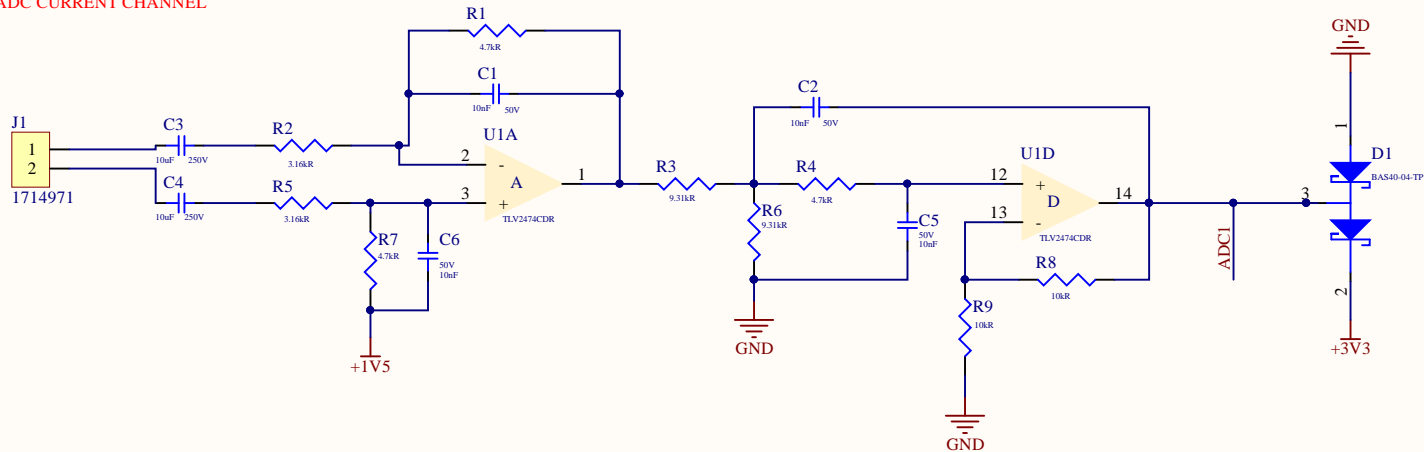 ADC CURRENT CHANNEL
R1
4.7kR
C1
10nF 50V
J1
1
2
1714971
C3
10uF 250V
R2
3.16kR
C4
10uF 250V
R5
3.16kR
U1A
2
-
A
1
3
+
TLV2474CDR
R7
4.7kR
C6
50V
10nF
+1V5
R3
9.31kR
C2
10nF 50V
R4
4.7kR
R6
9.31kR
C5
50V
10nF
GND
U1D
12
+
D
14
13
-
TLV2474CDR
R8
10kR
R9
10kR
GND
ADC1
GND
1
D1
BAS40-04-TP
3
2
+3V3